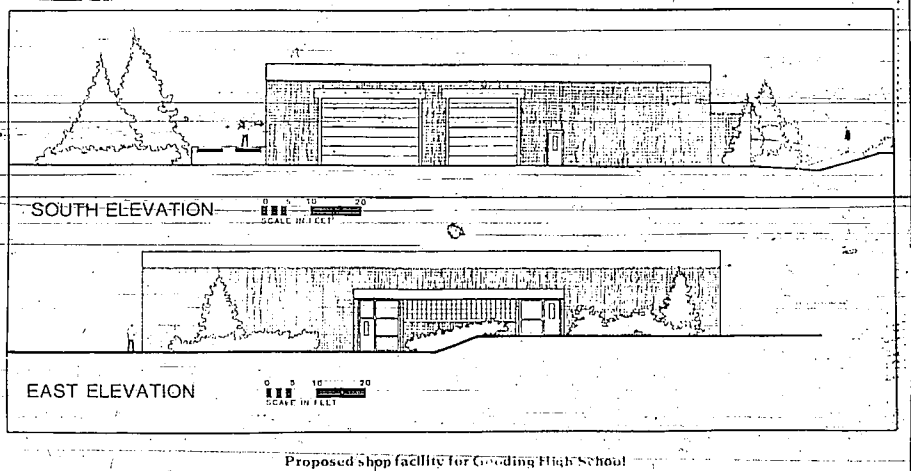 SOUTH ELEVATION
0 5 10 20
SCALE IN FEET
EAST ELEVATION
0 5 10 20
SCALE IN FEET
Proposed shop facility for Gooding High School